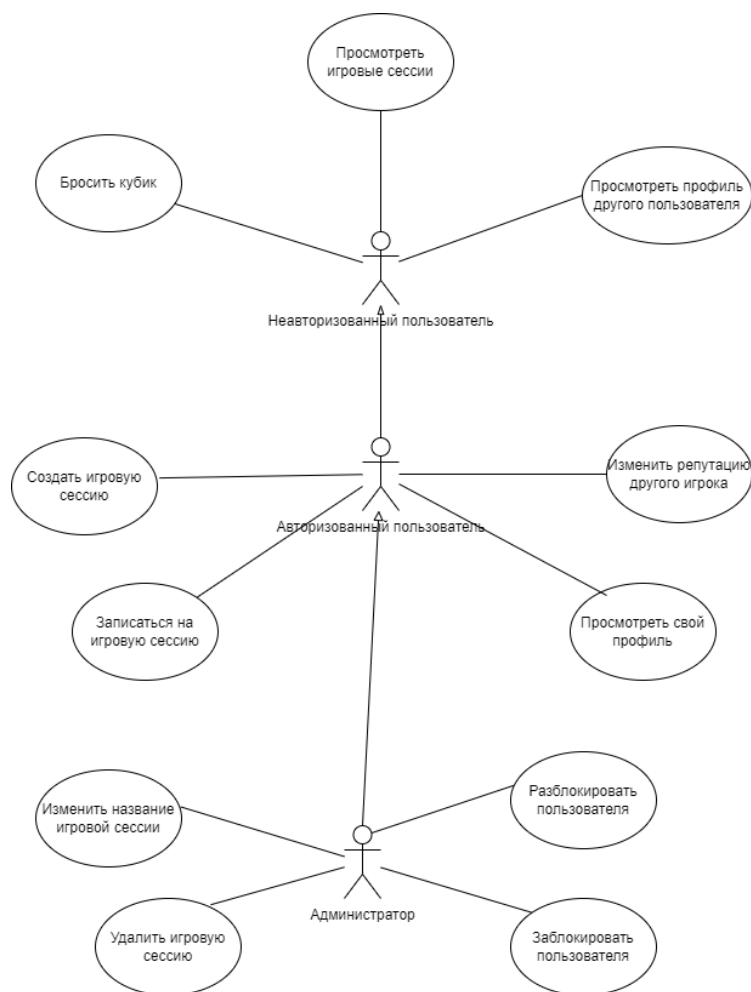 Просмотреть
игровые сессии
Бросить кубик
Просмотреть профиль
другого пользователя
Неавторизованный пользователь
Создать игровую
сессию
Изменить репутацию
другого игрока
Авторизованный пользователь
Записаться на
игровую сессию
Просмотреть свой
профиль
Изменить название
игровой сессии
Разблокировать
пользователя
Администратор
Удалить игровую
сессию
Заблокировать
пользователя